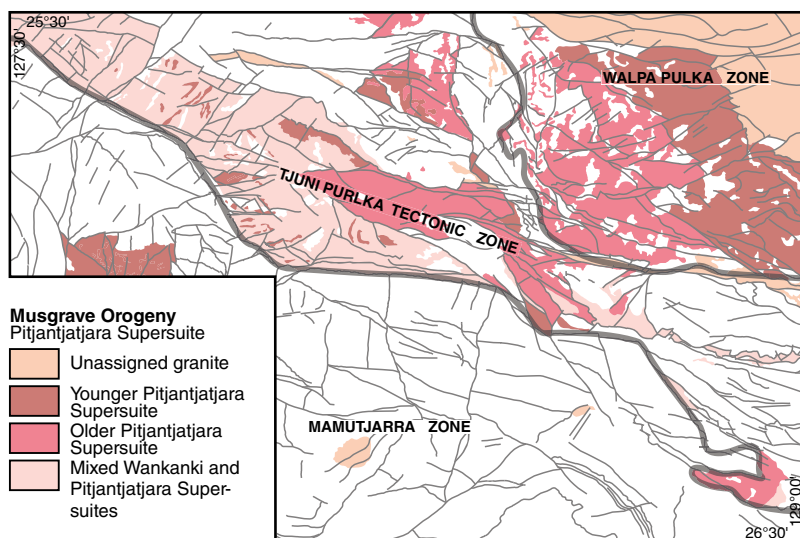 25°30'
127°30'
WALPA PULKA ZONE
TJUNI PURLKA TECTONIC ZONE
Musgrave Orogeny
Pitjantjatjara Supersuite
Unassigned granite
Younger Pitjantjatjara
Supersuite
Older Pitjantjatjara
Supersuite
Mixed Wankanki and
Pitjantjatjara Super-
suites
MAMUTJARRA ZONE
129°00'
26°30'